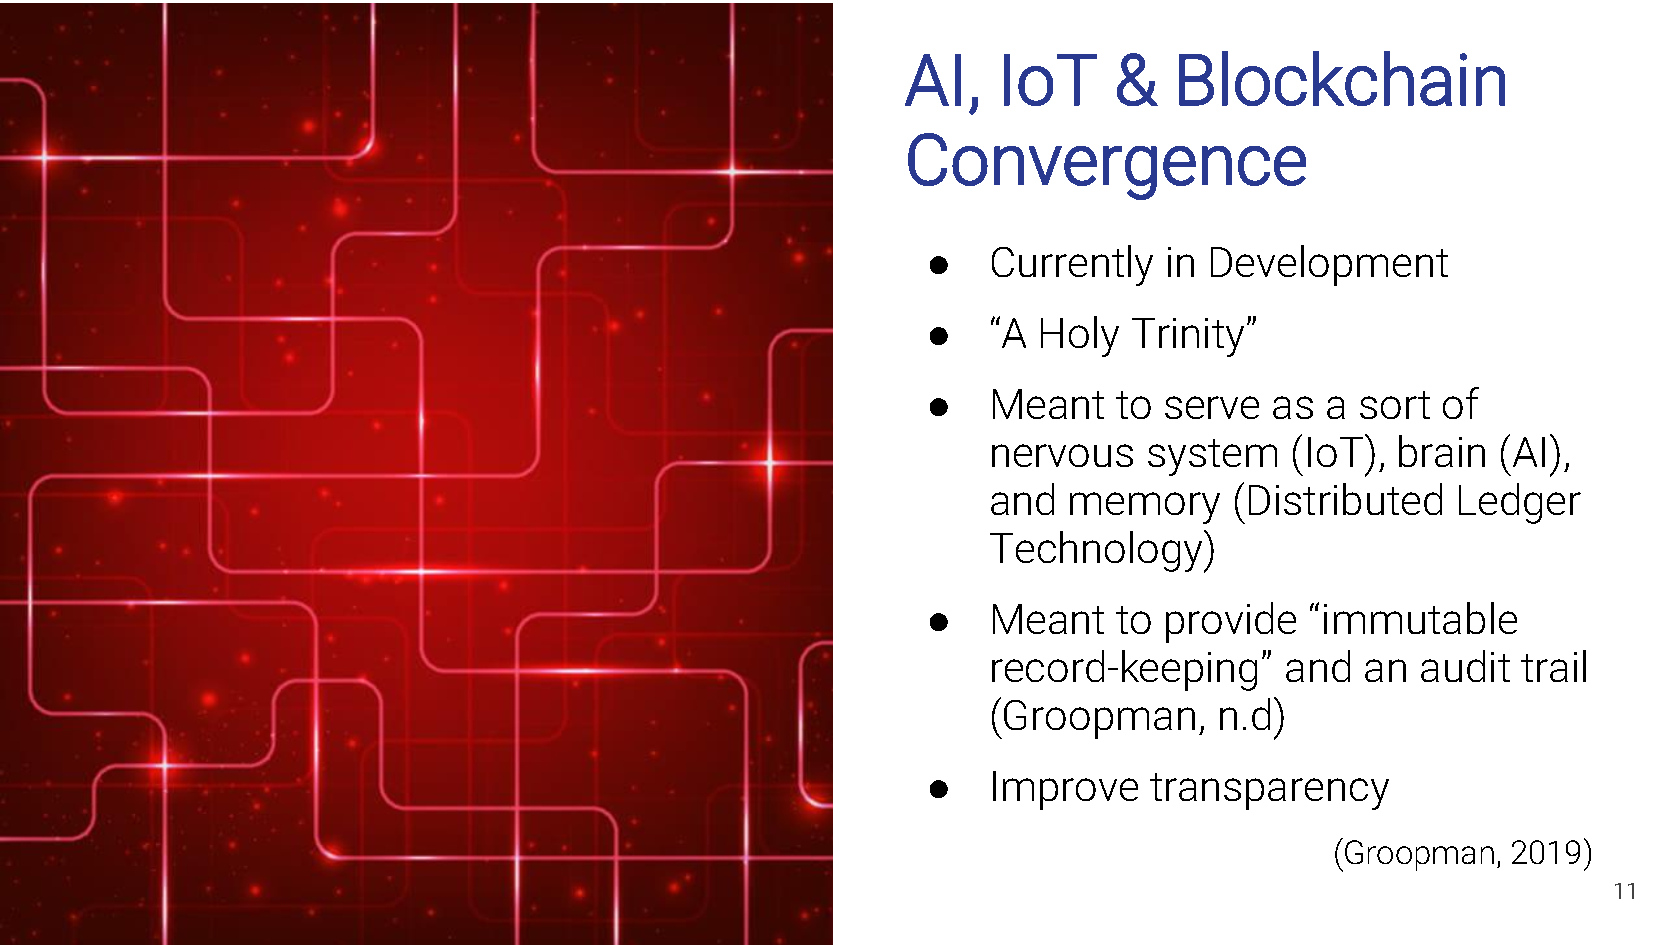 AI, IoT & Blockchain
Convergence
● Currently in Development
● “A Holy Trinity”
● Meant to serve as a sort of
nervous system (IoT), brain (AI),
and memory (Distributed Ledger
Technology)
● Meant to provide “immutable
record-keeping” and an audit trail
(Groopman, n.d)
● Improve transparency
(Groopman, 2019)
11